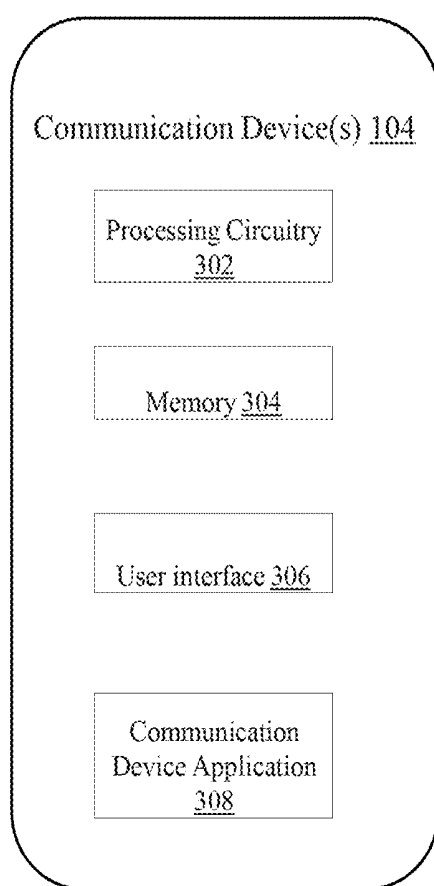 Communication Device(s) 104
Processing Circuitry
302
Memory 304
User interface 306
Communication
Device Application
308